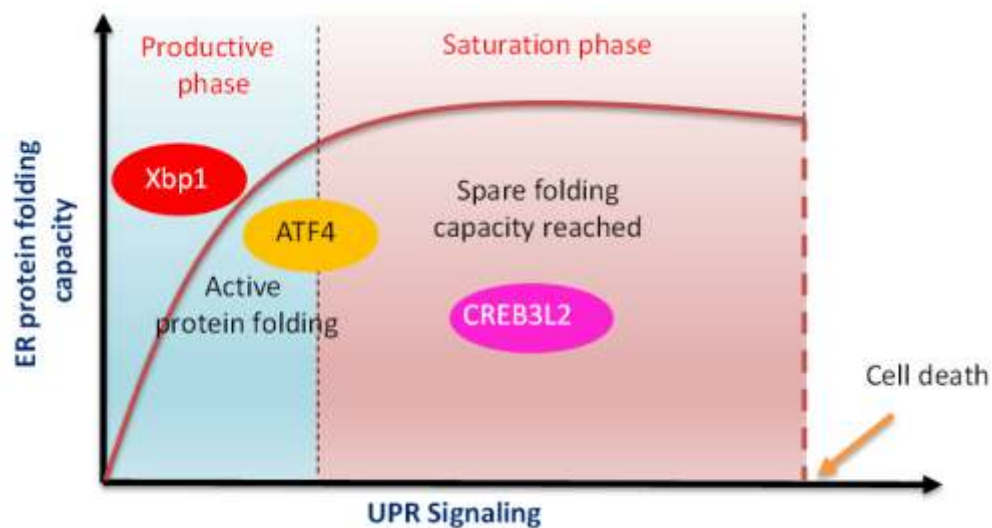 Productive
phase
Saturation phase
Xbp1
ATF4
Spare folding
capacity reached
Active
protein folding
CREB3L2
Cell death
ER protein folding
capacity
UPR Signaling